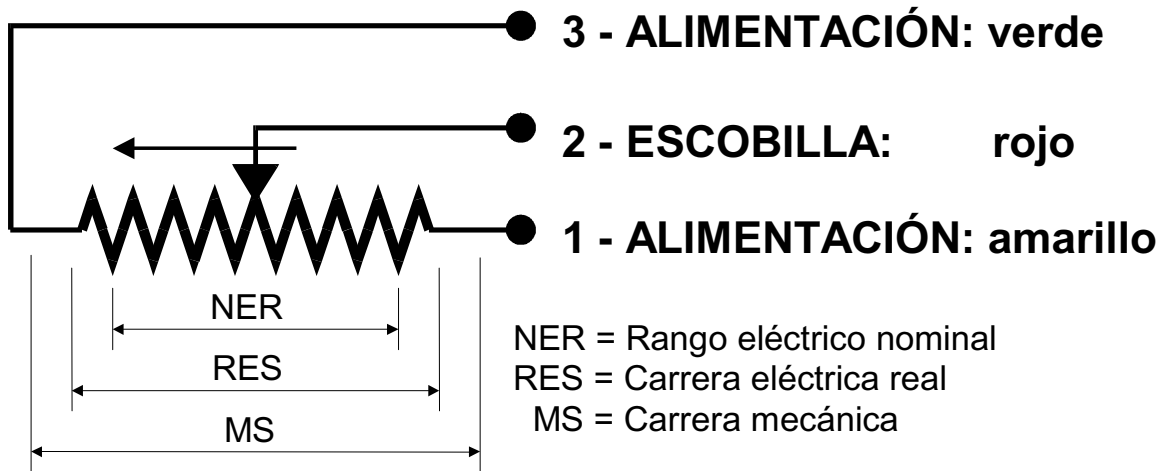 3 - ALIMENTACIÓN: verde
2 - ESCOBILLA: rojo
1 - ALIMENTACIÓN: amarillo
NER
RES
MS
NER = Rango eléctrico nominal
RES = Carrera eléctrica real
MS = Carrera mecánica